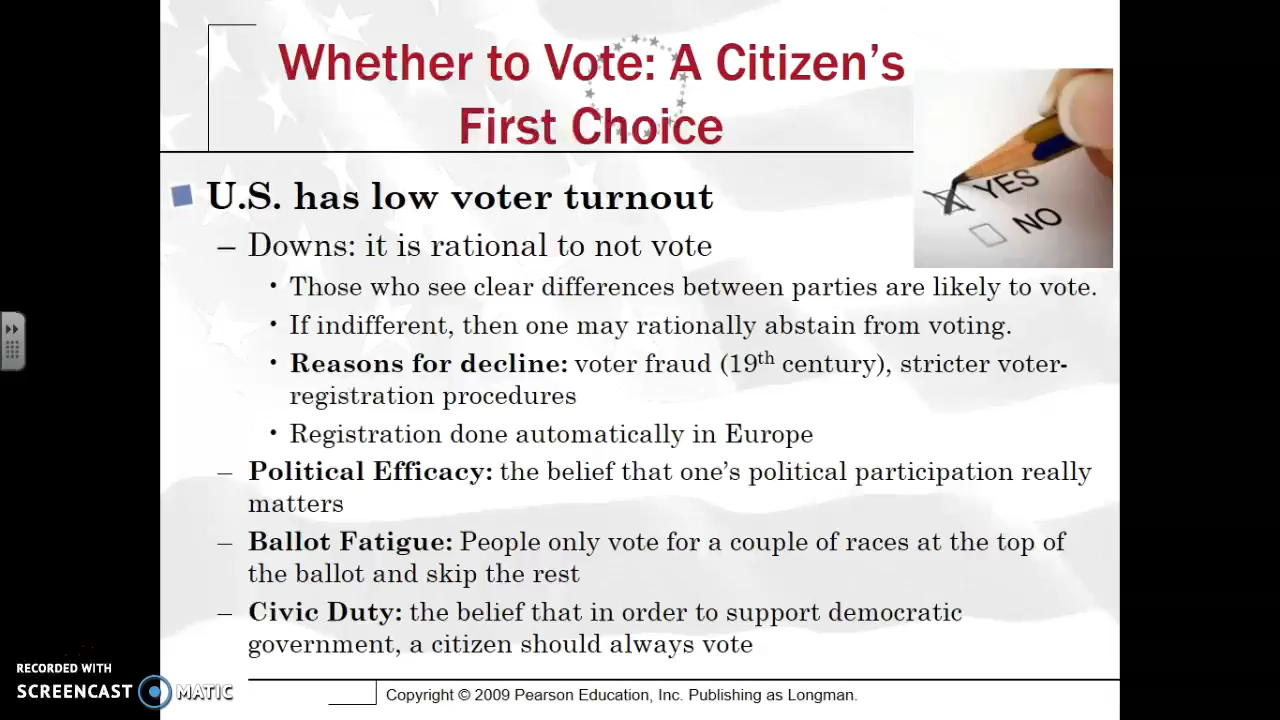 Whether to Vote: A Citizen’s
First Choice
YES
NO
U.S. has low voter turnout
– Downs: it is rational to not vote
• Those who see clear differences between parties are likely to vote.
• If indifferent, then one may rationally abstain from voting.
• Reasons for decline: voter fraud (19th century), stricter voter-
registration procedures
• Registration done automatically in Europe
– Political Efficacy: the belief that one’s political participation really
matters
– Ballot Fatigue: People only vote for a couple of races at the top of
the ballot and skip the rest
– Civic Duty: the belief that in order to support democratic
government, a citizen should always vote
RECORDED WITH
SCREENCAST MATIC
Copyright © 2009 Pearson Education, Inc. Publishing as Longman.